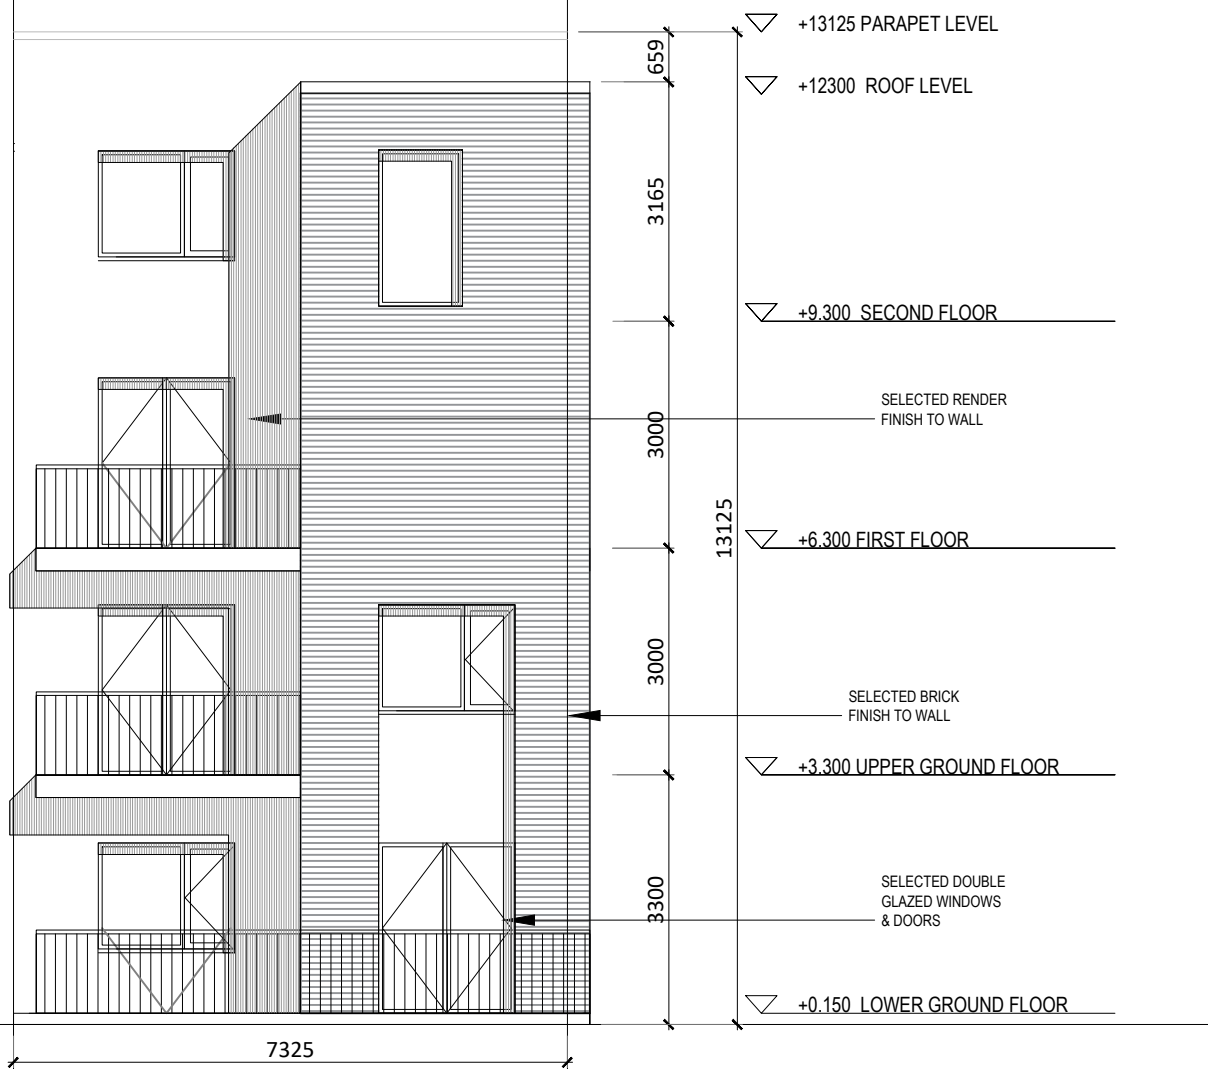 +13125 PARAPET LEVEL
659
+12300 ROOF LEVEL
3165
+9.300 SECOND FLOOR
SELECTED RENDER
FINISH TO WALL
3000
13125
+6.300 FIRST FLOOR
3000
SELECTED BRICK
FINISH TO WALL
+3.300 UPPER GROUND FLOOR
SELECTED DOUBLE
GLAZED WINDOWS
& DOORS
3300
+0.150 LOWER GROUND FLOOR
7325